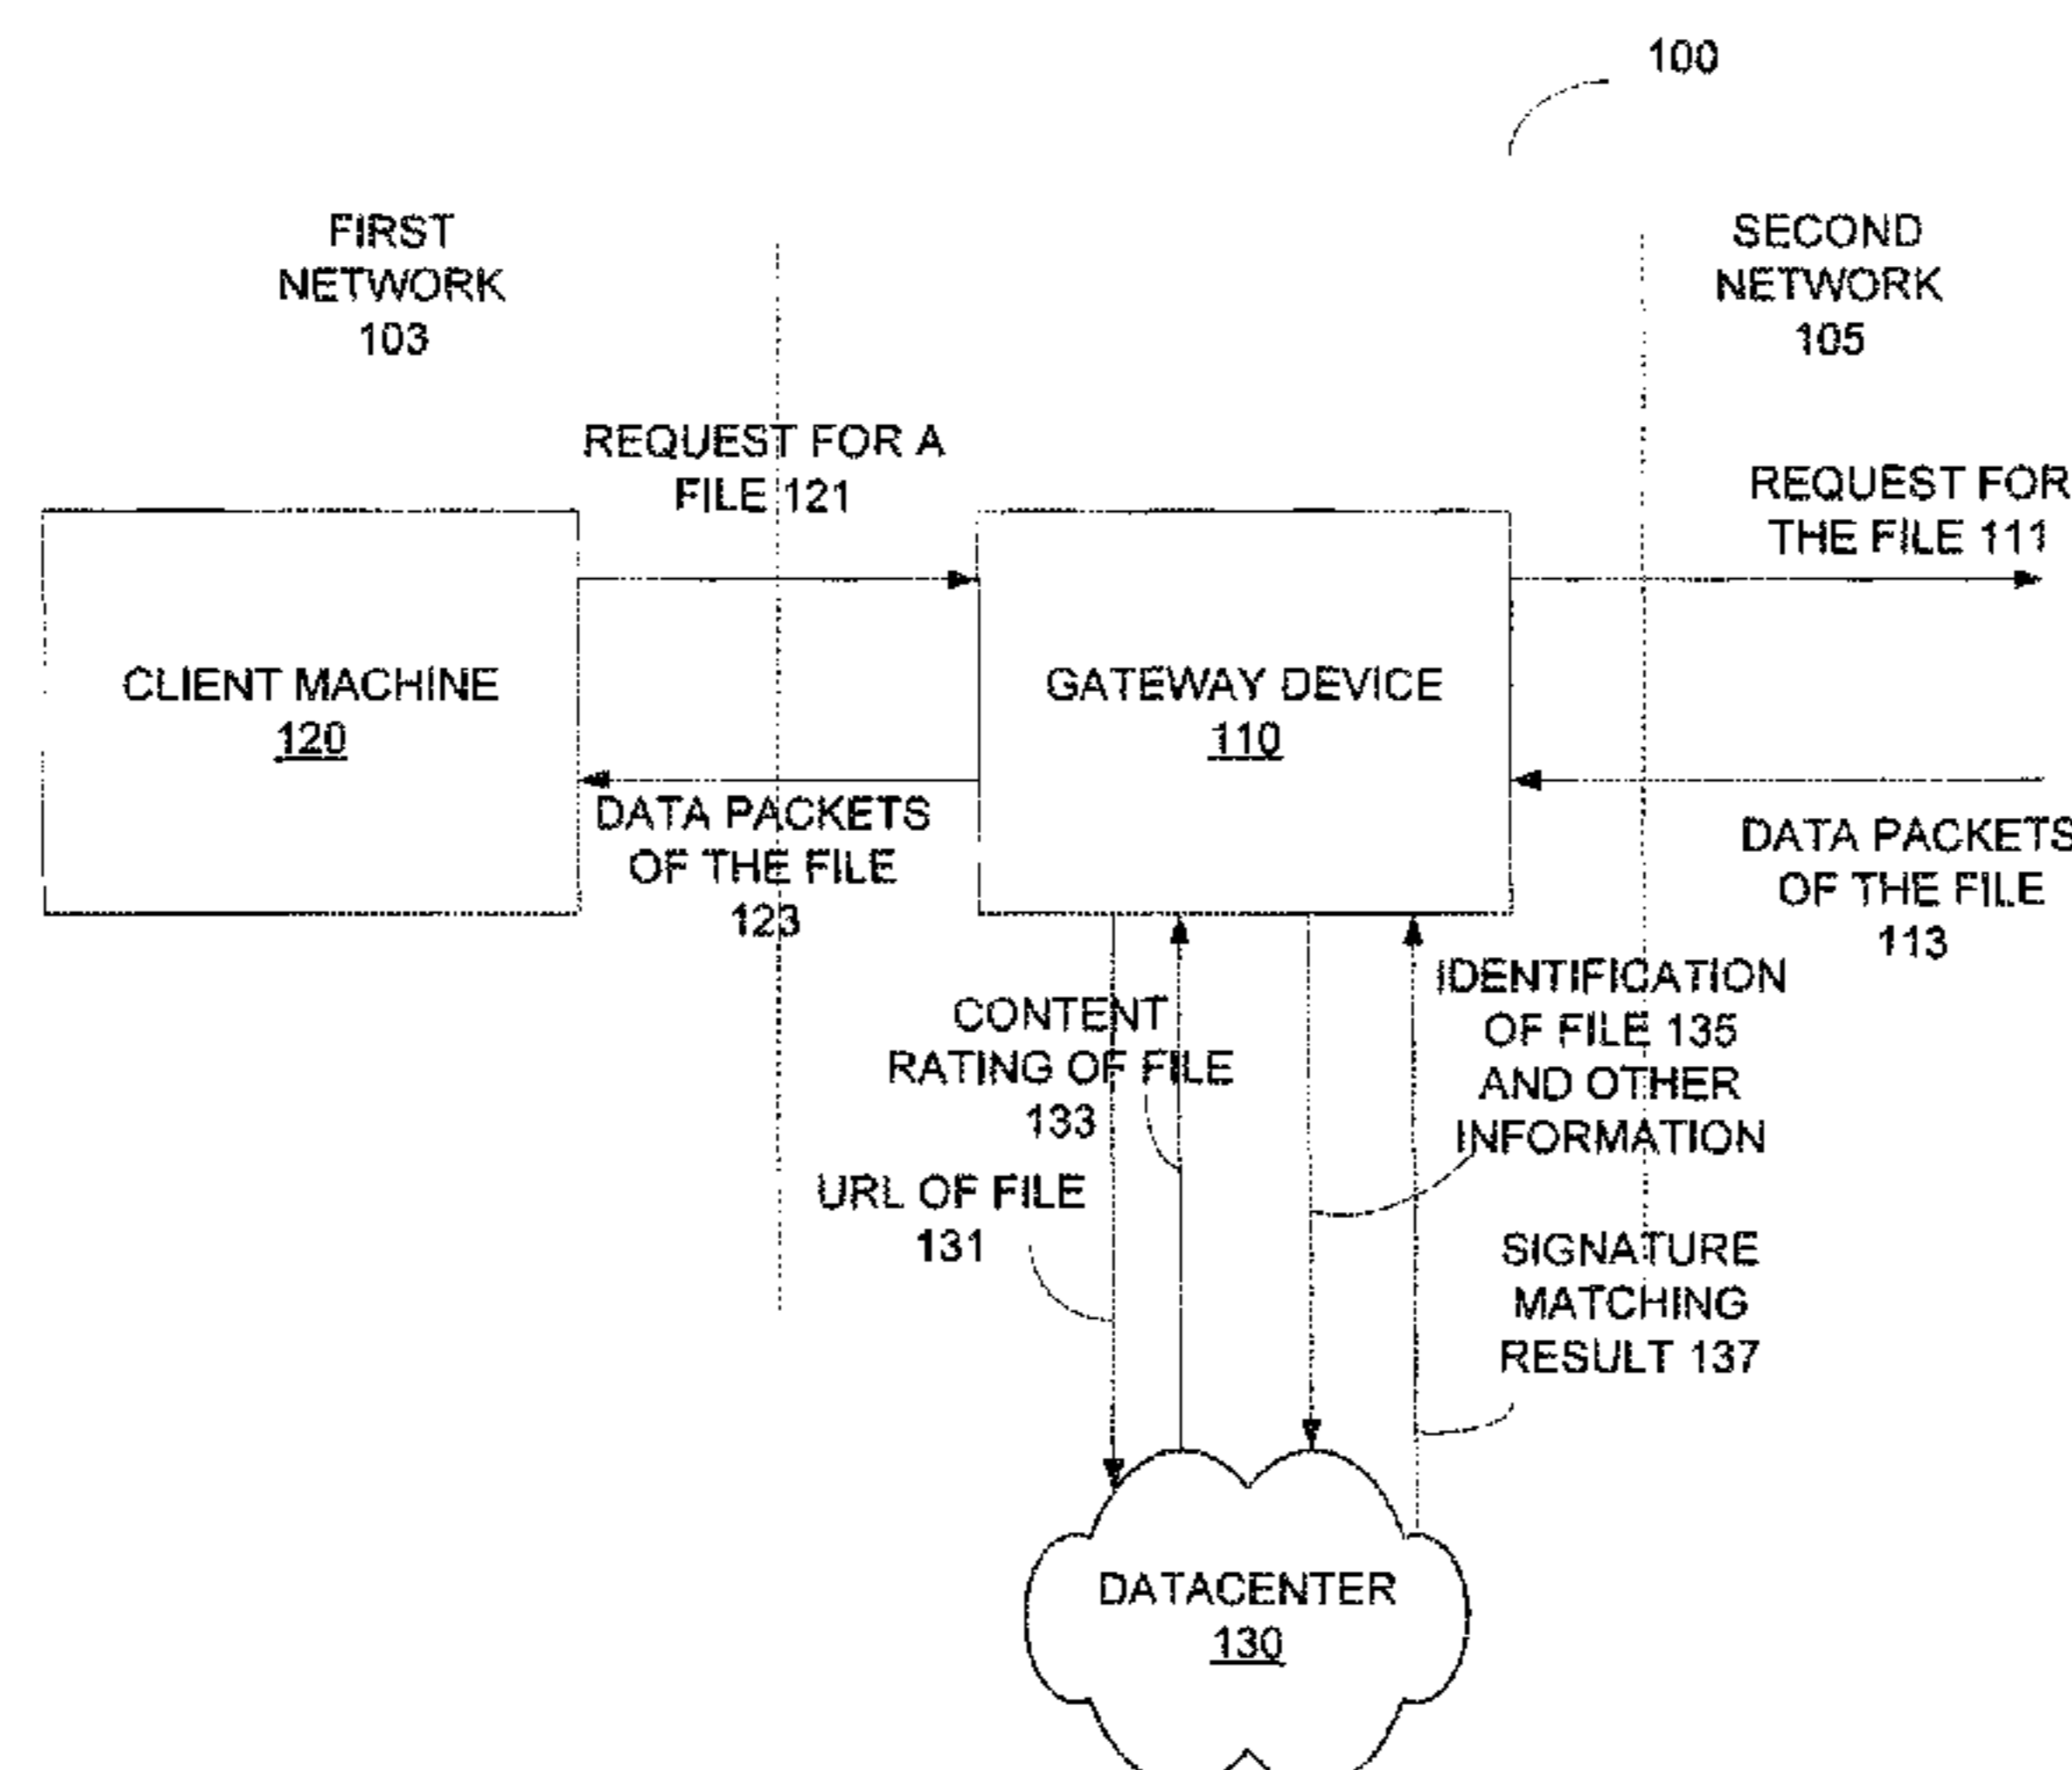 100
FIRST
NETWORK
103
SECOND
NETWORK
105
REQUEST FOR A
FILE 121
REQUEST FOR
THE FILE 111
CLIENT MACHINE
120
GATEWAY DEVICE
110
DATA PACKETS
OF THE FILE
123
DATA PACKETS
OF THE FILE
113
CONTENT
RATING OF FILE
133
IDENTIFICATION
OF FILE 135
AND OTHER
INFORMATION
URL OF FILE
131
SIGNATURE
MATCHING
RESULT 137
DATACENTER
130